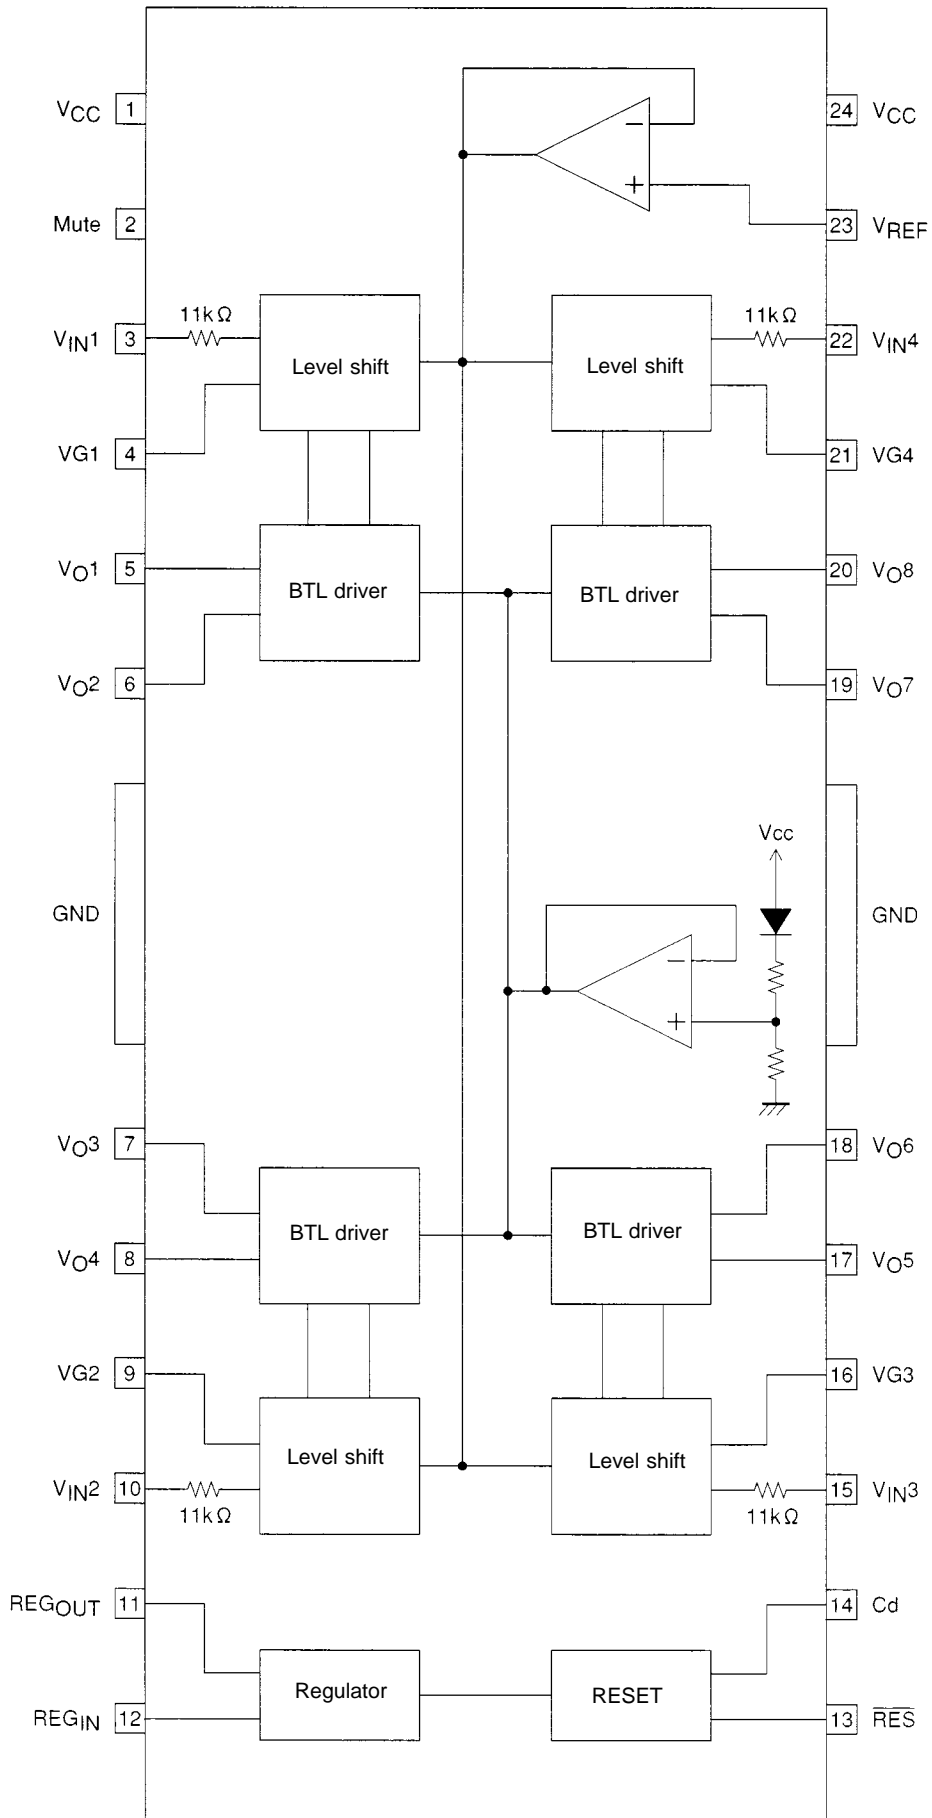 VCC 1 24 VCC
− +
Mute 2 23 VREF
11kΩ 11kΩ
VIN1 3 22 VIN4
Level shift Level shift
VG1 4 21 VG4
VO1 5 20 VO8
BTL driver BTL driver
VO2 6 19 VO7
Vcc
GND GND
− +
VO3 7 18 VO6
BTL driver BTL driver
VO4 8 17 VO5
VG2 9 16 VG3
Level shift Level shift
VIN2 10 15 VIN3
11kΩ 11kΩ
REGOUT 11 14 Cd
Regulator RESET
REGIN 12 13 R̅E̅S̅